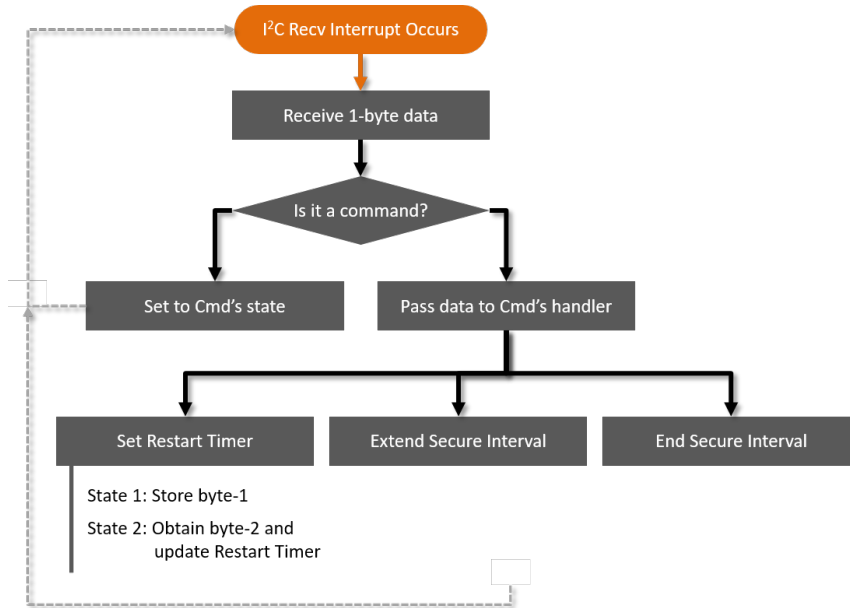 I²C Recv Interrupt Occurs
Receive 1-byte data
Is it a command?
Set to Cmd’s state
Pass data to Cmd’s handler
Set Restart Timer
Extend Secure Interval
End Secure Interval
State 1: Store byte-1
State 2: Obtain byte-2 and
update Restart Timer